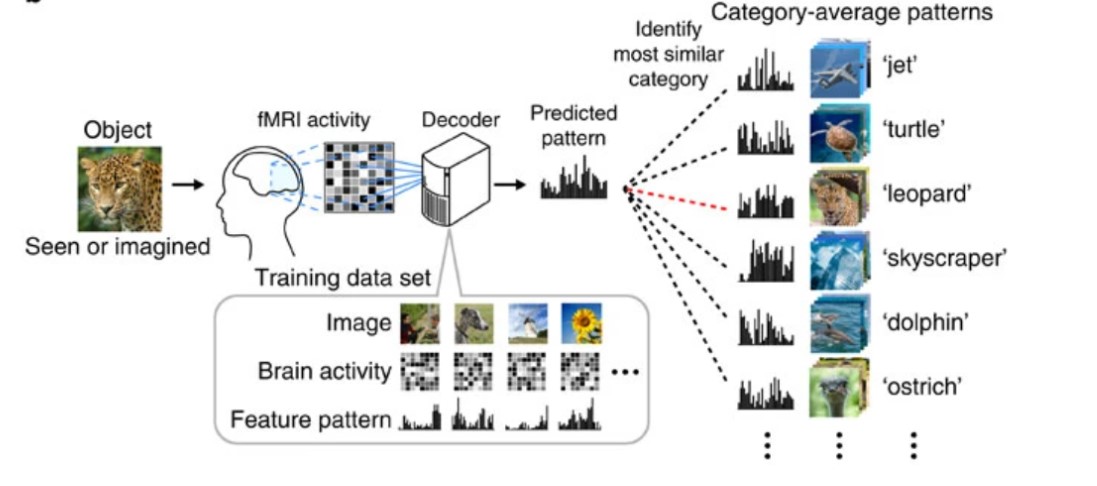 Category-average patterns
Identify
most similar
category
'jet'
'turtle'
'leopard'
'skyscraper'
'dolphin'
'ostrich'
Object
Seen or imagined
fMRI activity
Decoder
Predicted
pattern
Training data set
Image
Brain activity
Feature pattern